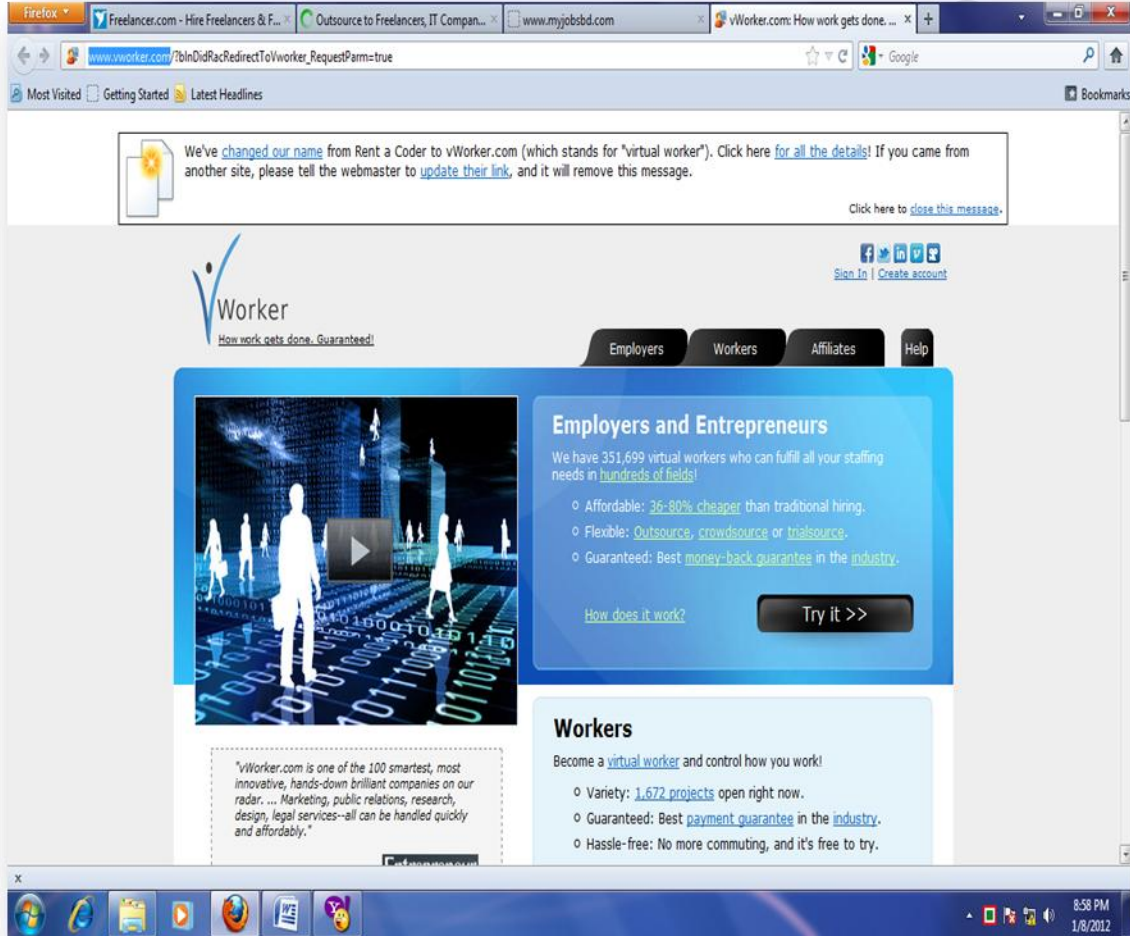 Firefox
Freelancer.com - Hire Freelancers & F...
Outsource to Freelancers, IT Compan...
www.myjobsbd.com
vWorker.com: How work gets done. ...
www.vworker.com/?blnDidRacRedirectToVworker_RequestParm=true
Google
Most Visited
Getting Started
Latest Headlines
Bookmarks
We've changed our name from Rent a Coder to vWorker.com (which stands for "virtual worker"). Click here for all the details! If you came from
another site, please tell the webmaster to update their link, and it will remove this message.
Click here to close this message.
Sign In | Create account
vWorker
How work gets done. Guaranteed!
Employers
Workers
Affiliates
Help
Employers and Entrepreneurs
We have 351,699 virtual workers who can fulfill all your staffing
needs in hundreds of fields!
Affordable: 36-80% cheaper than traditional hiring.
Flexible: Outsource, crowdsource or trialsource.
Guaranteed: Best money-back guarantee in the industry.
How does it work?
Try it >>
Workers
Become a virtual worker and control how you work!
Variety: 1,672 projects open right now.
Guaranteed: Best payment guarantee in the industry.
Hassle-free: No more commuting, and it's free to try.
"vWorker.com is one of the 100 smartest, most
innovative, hands-down brilliant companies on our
radar. ... Marketing, public relations, research,
design, legal services--all can be handled quickly
and affordably."
Entrepreneur
x
8:58 PM
1/8/2012